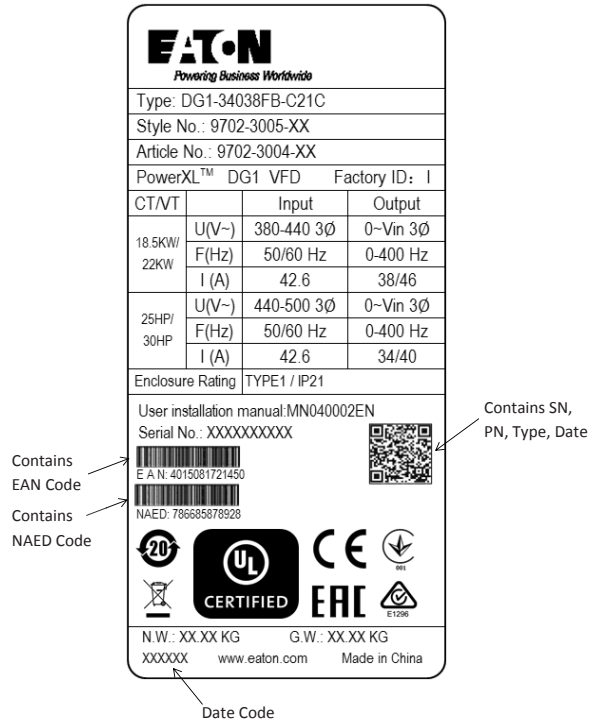 EATON
Powering Business Worldwide
Type: DG1-34038FB-C21C
Style No.: 9702-3005-XX
Article No.: 9702-3004-XX
PowerXL™ DG1 VFD Factory ID: I
CT/VT Input Output
18.5KW/
22KW
U(V~) 380-440 3Ø 0~Vin 3Ø
F(Hz) 50/60 Hz 0-400 Hz
I (A) 42.6 38/46
25HP/
30HP
U(V~) 440-500 3Ø 0~Vin 3Ø
F(Hz) 50/60 Hz 0-400 Hz
I (A) 42.6 34/40
Enclosure Rating TYPE1 / IP21
User installation manual:MN040002EN
Serial No.: XXXXXXXXXX
Contains SN,
PN, Type, Date
Contains
EAN Code
E A N: 4015081721450
Contains
NAED Code
NAED: 786685878928
20
UL
CERTIFIED
CE
001
EAC
E1296
N.W.: XX.XX KG G.W.: XX.XX KG
XXXXXX www.eaton.com Made in China
Date Code